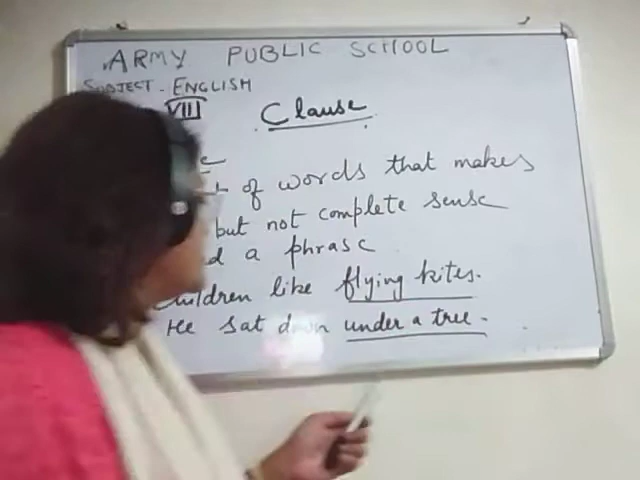 ARMY PUBLIC SCHOOL
SUBJECT - ENGLISH
VIII Clause
of words that makes
but not complete sense
a phrase
Children like flying kites.
He sat down under a tree.